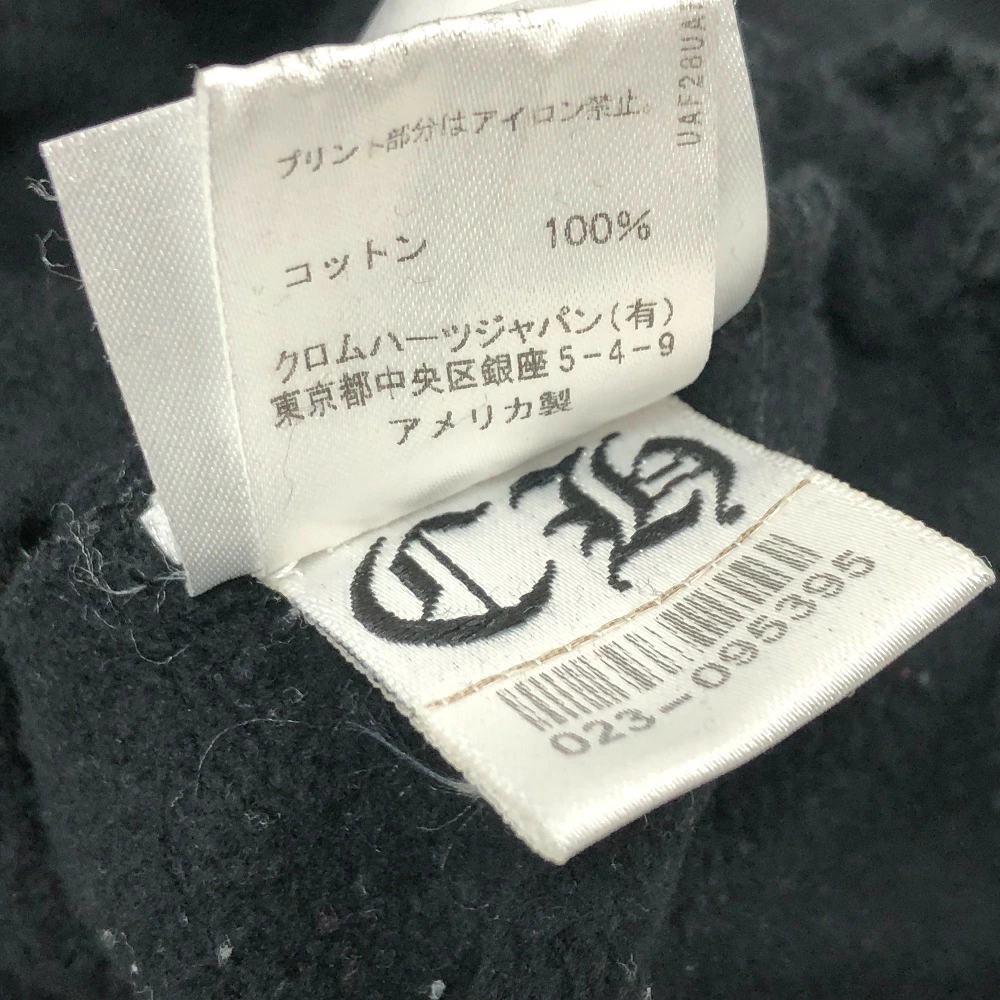 プリント部分はアイロン禁止。
コットン 100%
クロムハーツジャパン(有)
東京都中央区銀座5-4-9
アメリカ製
CH
023-095395